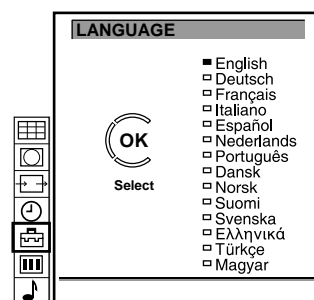 LANGUAGE
OK
Select
English
Deutsch
Français
Italiano
Español
Nederlands
Português
Dansk
Norsk
Suomi
Svenska
Ελληνικά
Türkçe
Magyar